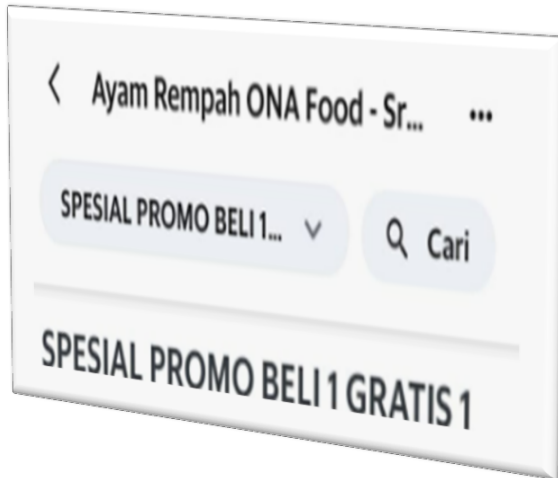 Ayam Rempah ONA Food - Sr...
SPESIAL PROMO BELI 1...
Cari
SPESIAL PROMO BELI 1 GRATIS 1